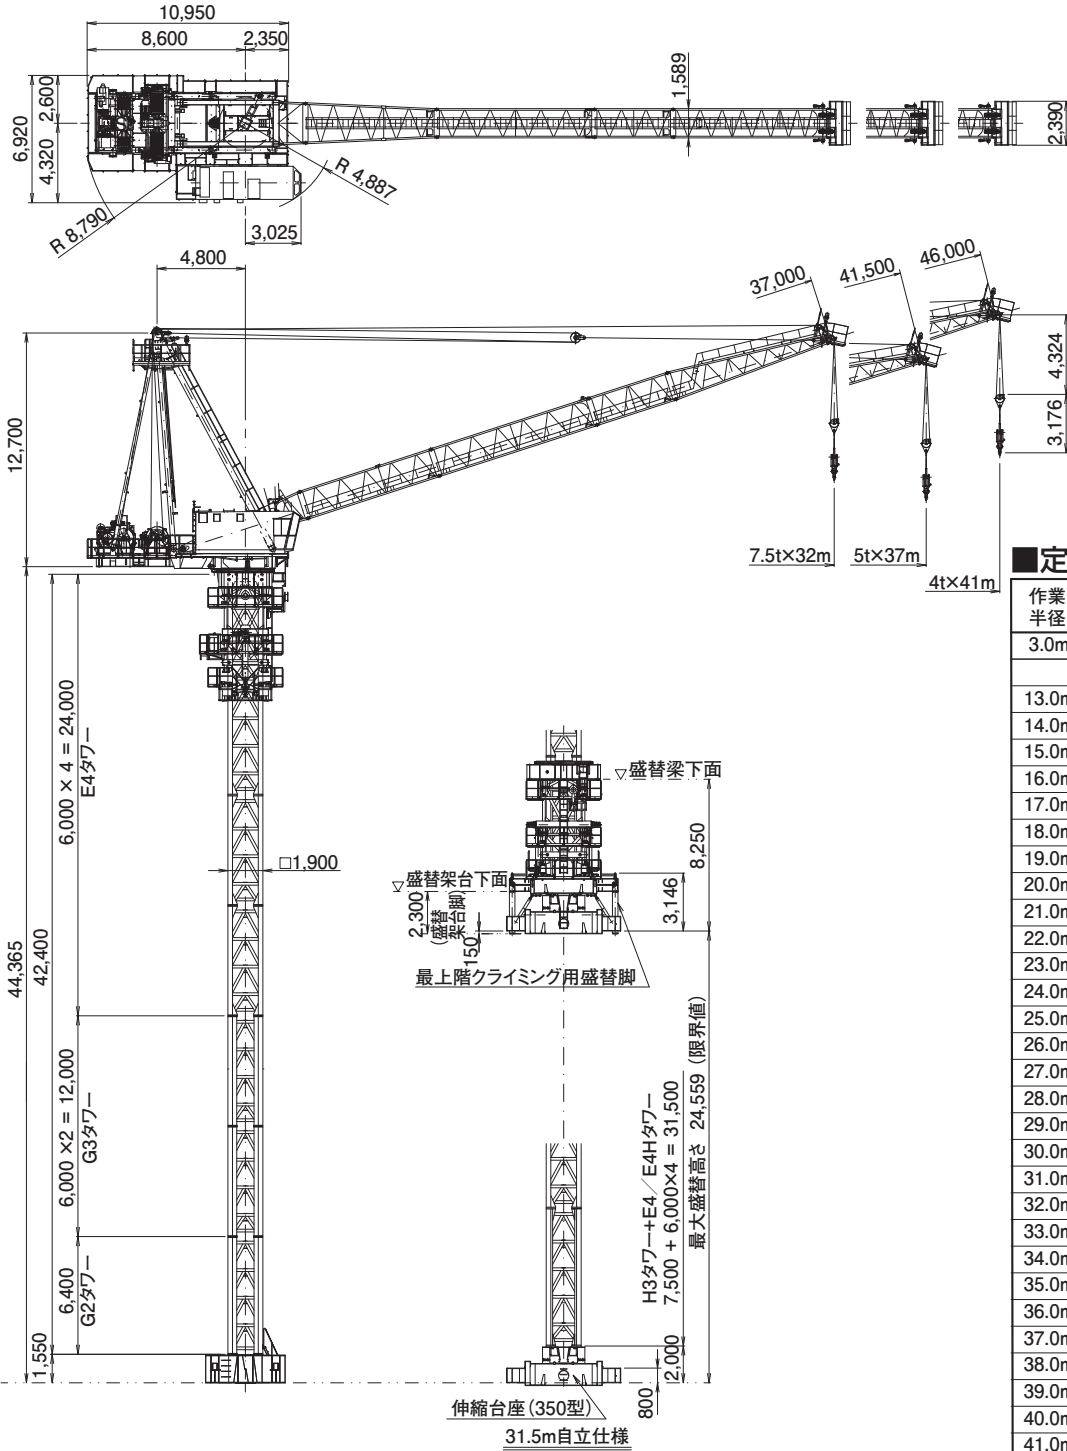 10,950
8,600
2,350
1,589
2,600
6,920
4,320
2,390
R 4,887
R 8,790
3,025
4,800
37,000
41,500
46,000
4,324
3,176
12,700
7.5t×32m
5t×37m
4t×41m
■定
作業
半径
3.0m
13.0m
14.0m
15.0m
16.0m
17.0m
18.0m
19.0m
20.0m
21.0m
22.0m
23.0m
24.0m
25.0m
26.0m
27.0m
28.0m
29.0m
30.0m
31.0m
32.0m
33.0m
34.0m
35.0m
36.0m
37.0m
38.0m
39.0m
40.0m
41.0m
6,000 × 4 = 24,000
E4タワー
□1,900
44,365
42,400
6,000 ×2 = 12,000
G3タワー
6,400
G2タワー
1,550
▽盛替梁下面
8,250
▽盛替架台下面
2,300
(盛替
架台脚)
150
3,146
最上階クライミング用盛替脚
H3タワー+E4／E4Hタワー
7,500 + 6,000×4 = 31,500
最大盛替高さ 24,559 (限界値)
2,000
800
伸縮台座(350型)
31.5m自立仕様